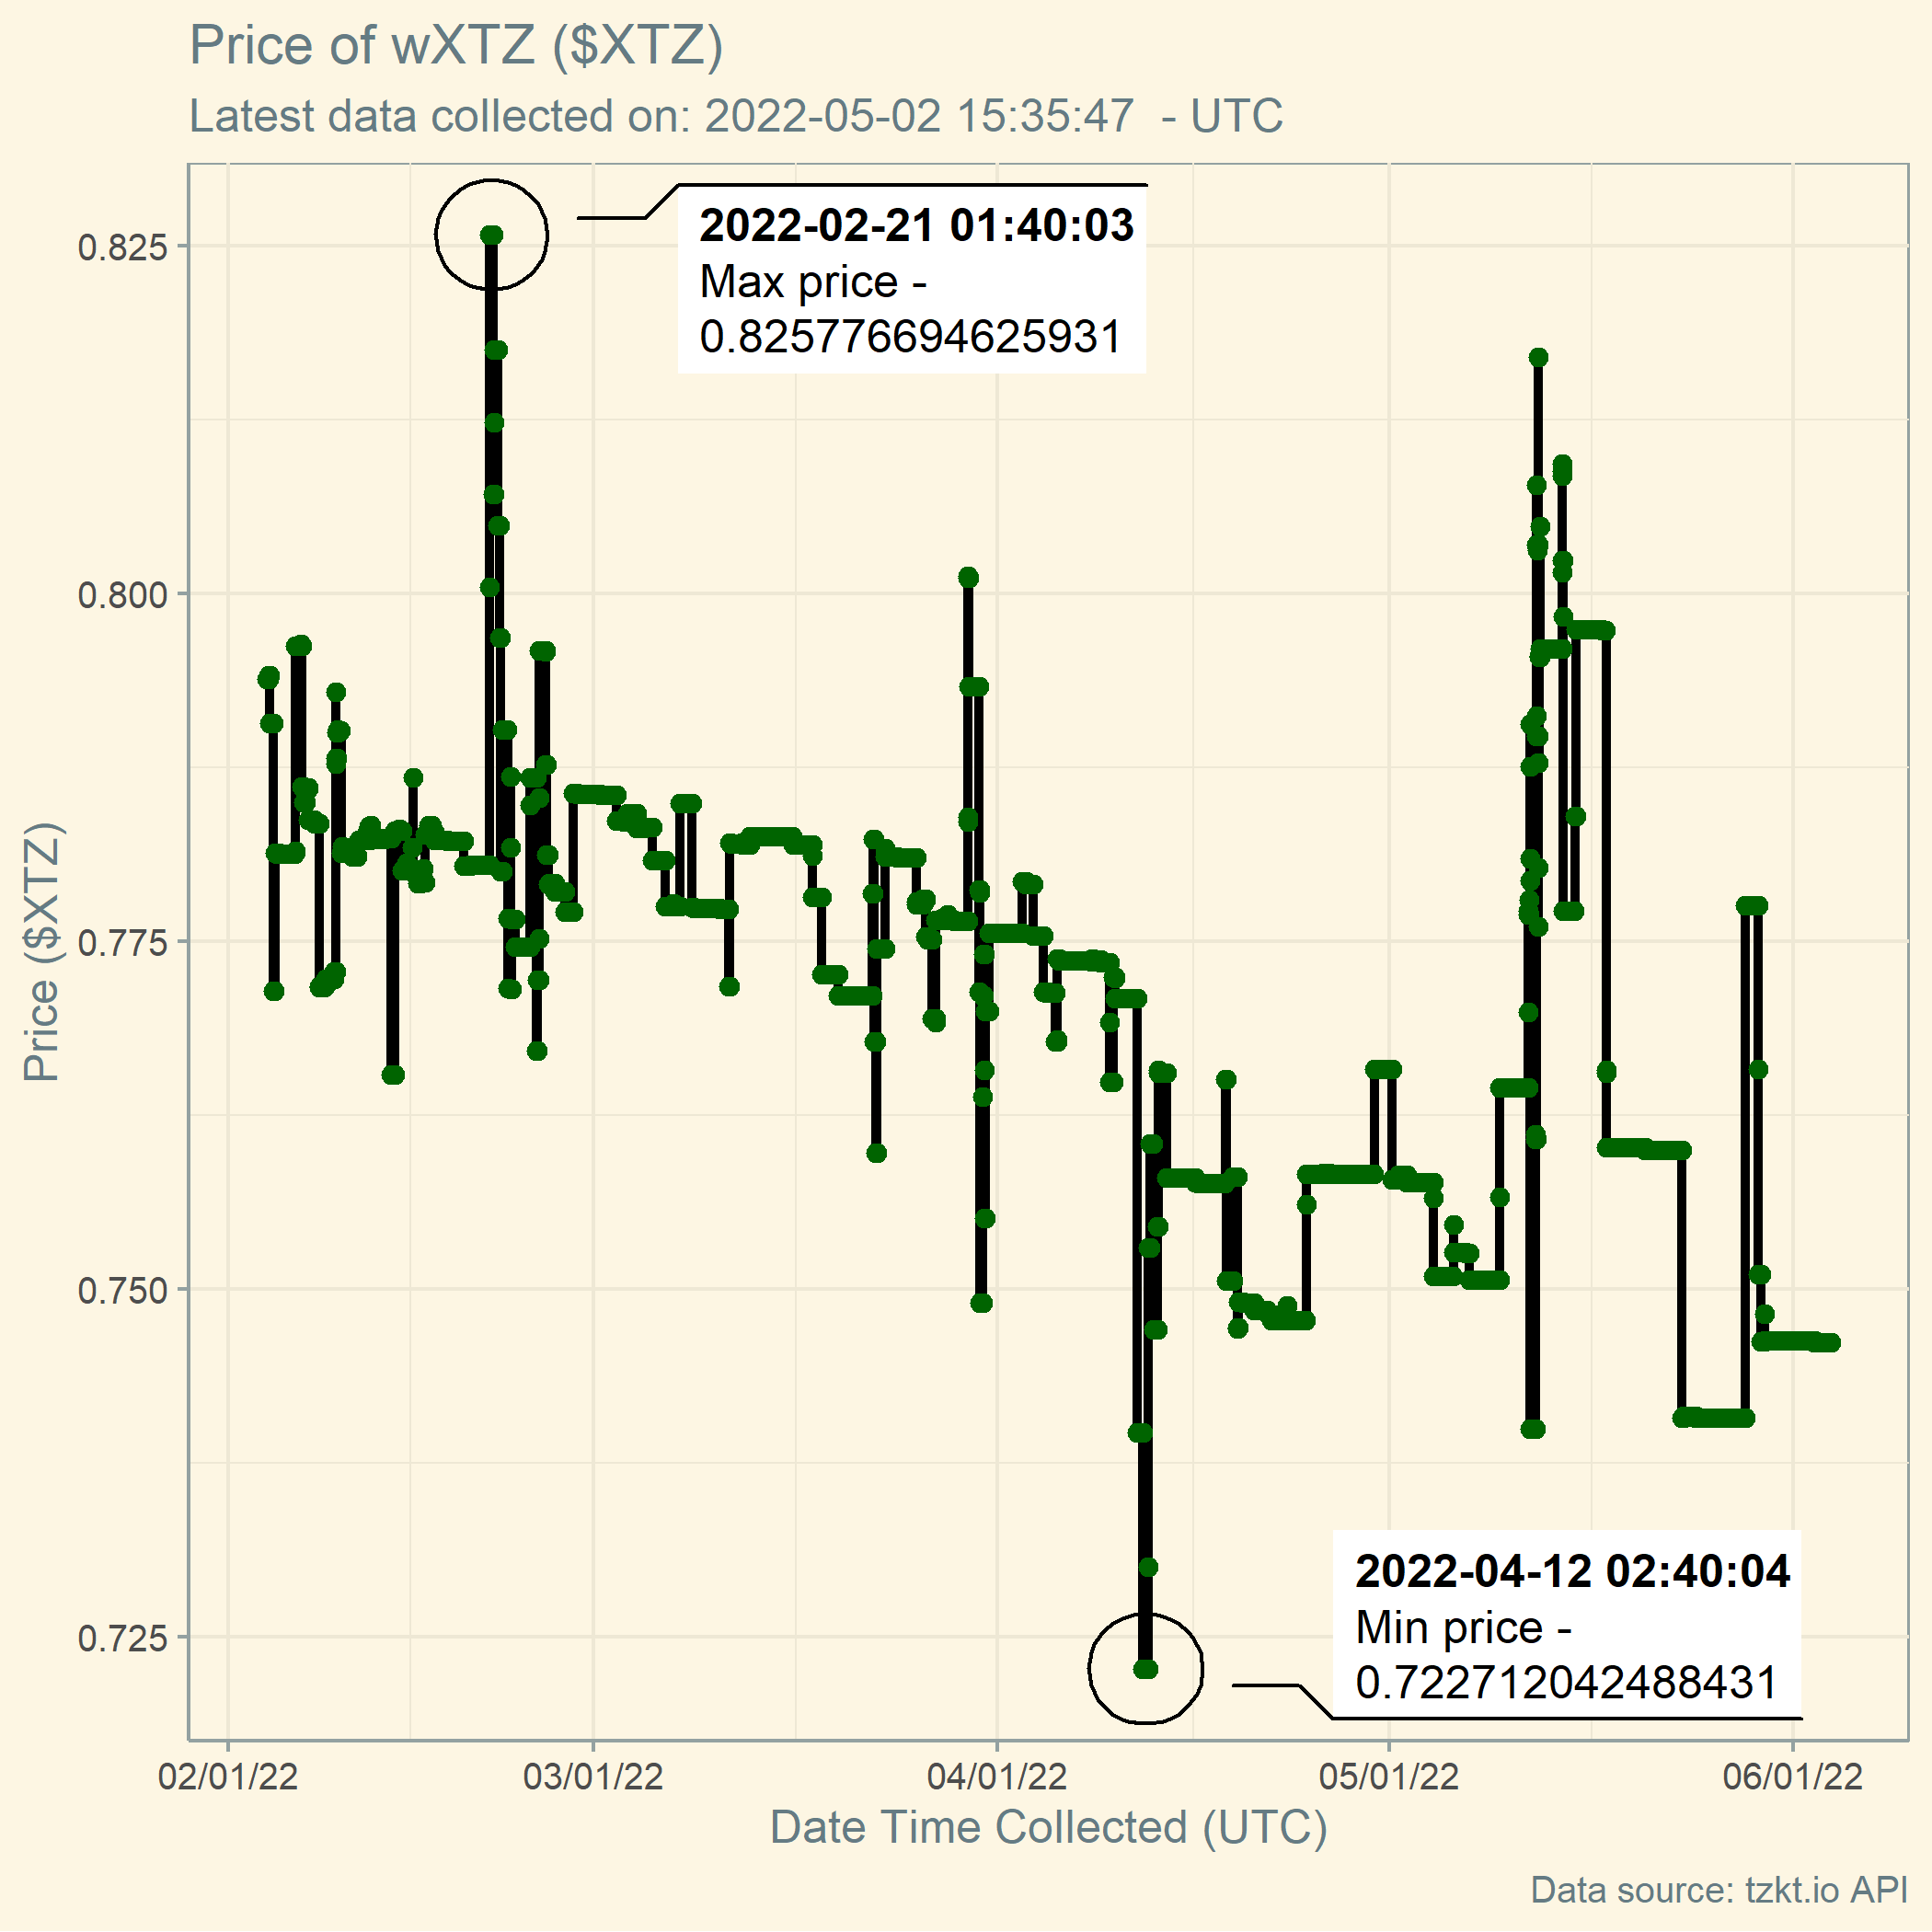 Price of wXTZ ($XTZ)
Latest data collected on: 2022-05-02 15:35:47  - UTC
2022-02-21 01:40:03
Max price -
0.825776694625931
0.825
0.800
0.775
0.750
0.725
Price ($XTZ)
2022-04-12 02:40:04
Min price -
0.722712042488431
02/01/22
03/01/22
04/01/22
05/01/22
06/01/22
Date Time Collected (UTC)
Data source: tzkt.io API